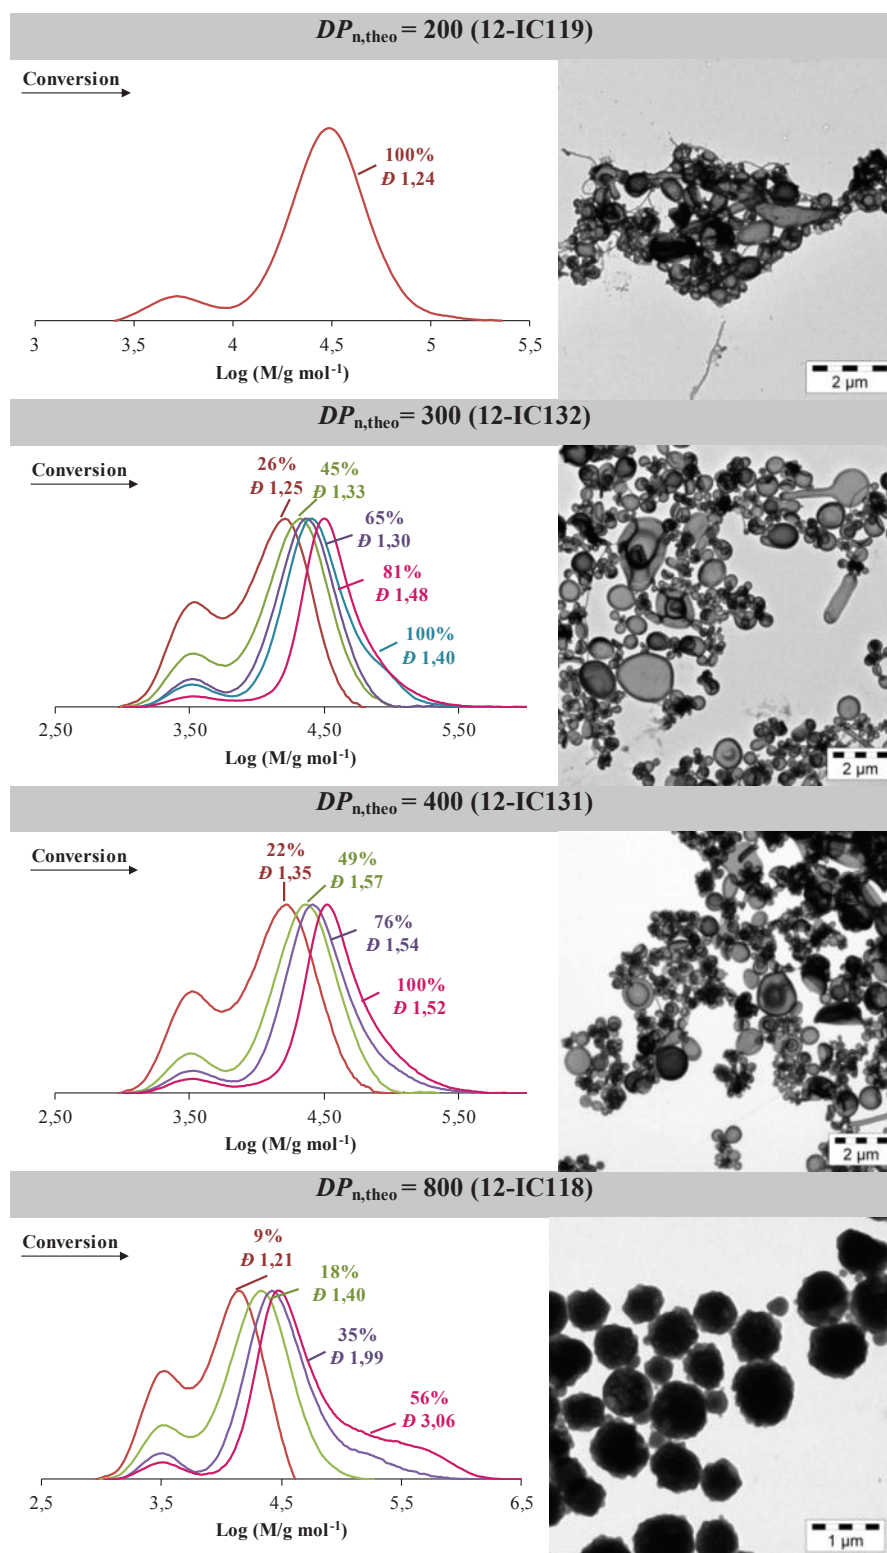 DPn,theo = 200 (12-IC119)
Conversion
100%
Đ 1,24
3 3,5 4 4,5 5 5,5
Log (M/g mol-1)
2 µm
DPn,theo= 300 (12-IC132)
Conversion
26%
Đ 1,25
45%
Đ 1,33
65%
Đ 1,30
81%
Đ 1,48
100%
Đ 1,40
2,50 3,50 4,50 5,50
Log (M/g mol-1)
2 µm
DPn,theo = 400 (12-IC131)
Conversion
22%
Đ 1,35
49%
Đ 1,57
76%
Đ 1,54
100%
Đ 1,52
2,50 3,50 4,50 5,50
Log (M/g mol-1)
2 µm
DPn,theo = 800 (12-IC118)
Conversion
9%
Đ 1,21
18%
Đ 1,40
35%
Đ 1,99
56%
Đ 3,06
2,5 3,5 4,5 5,5 6,5
Log (M/g mol-1)
1 µm